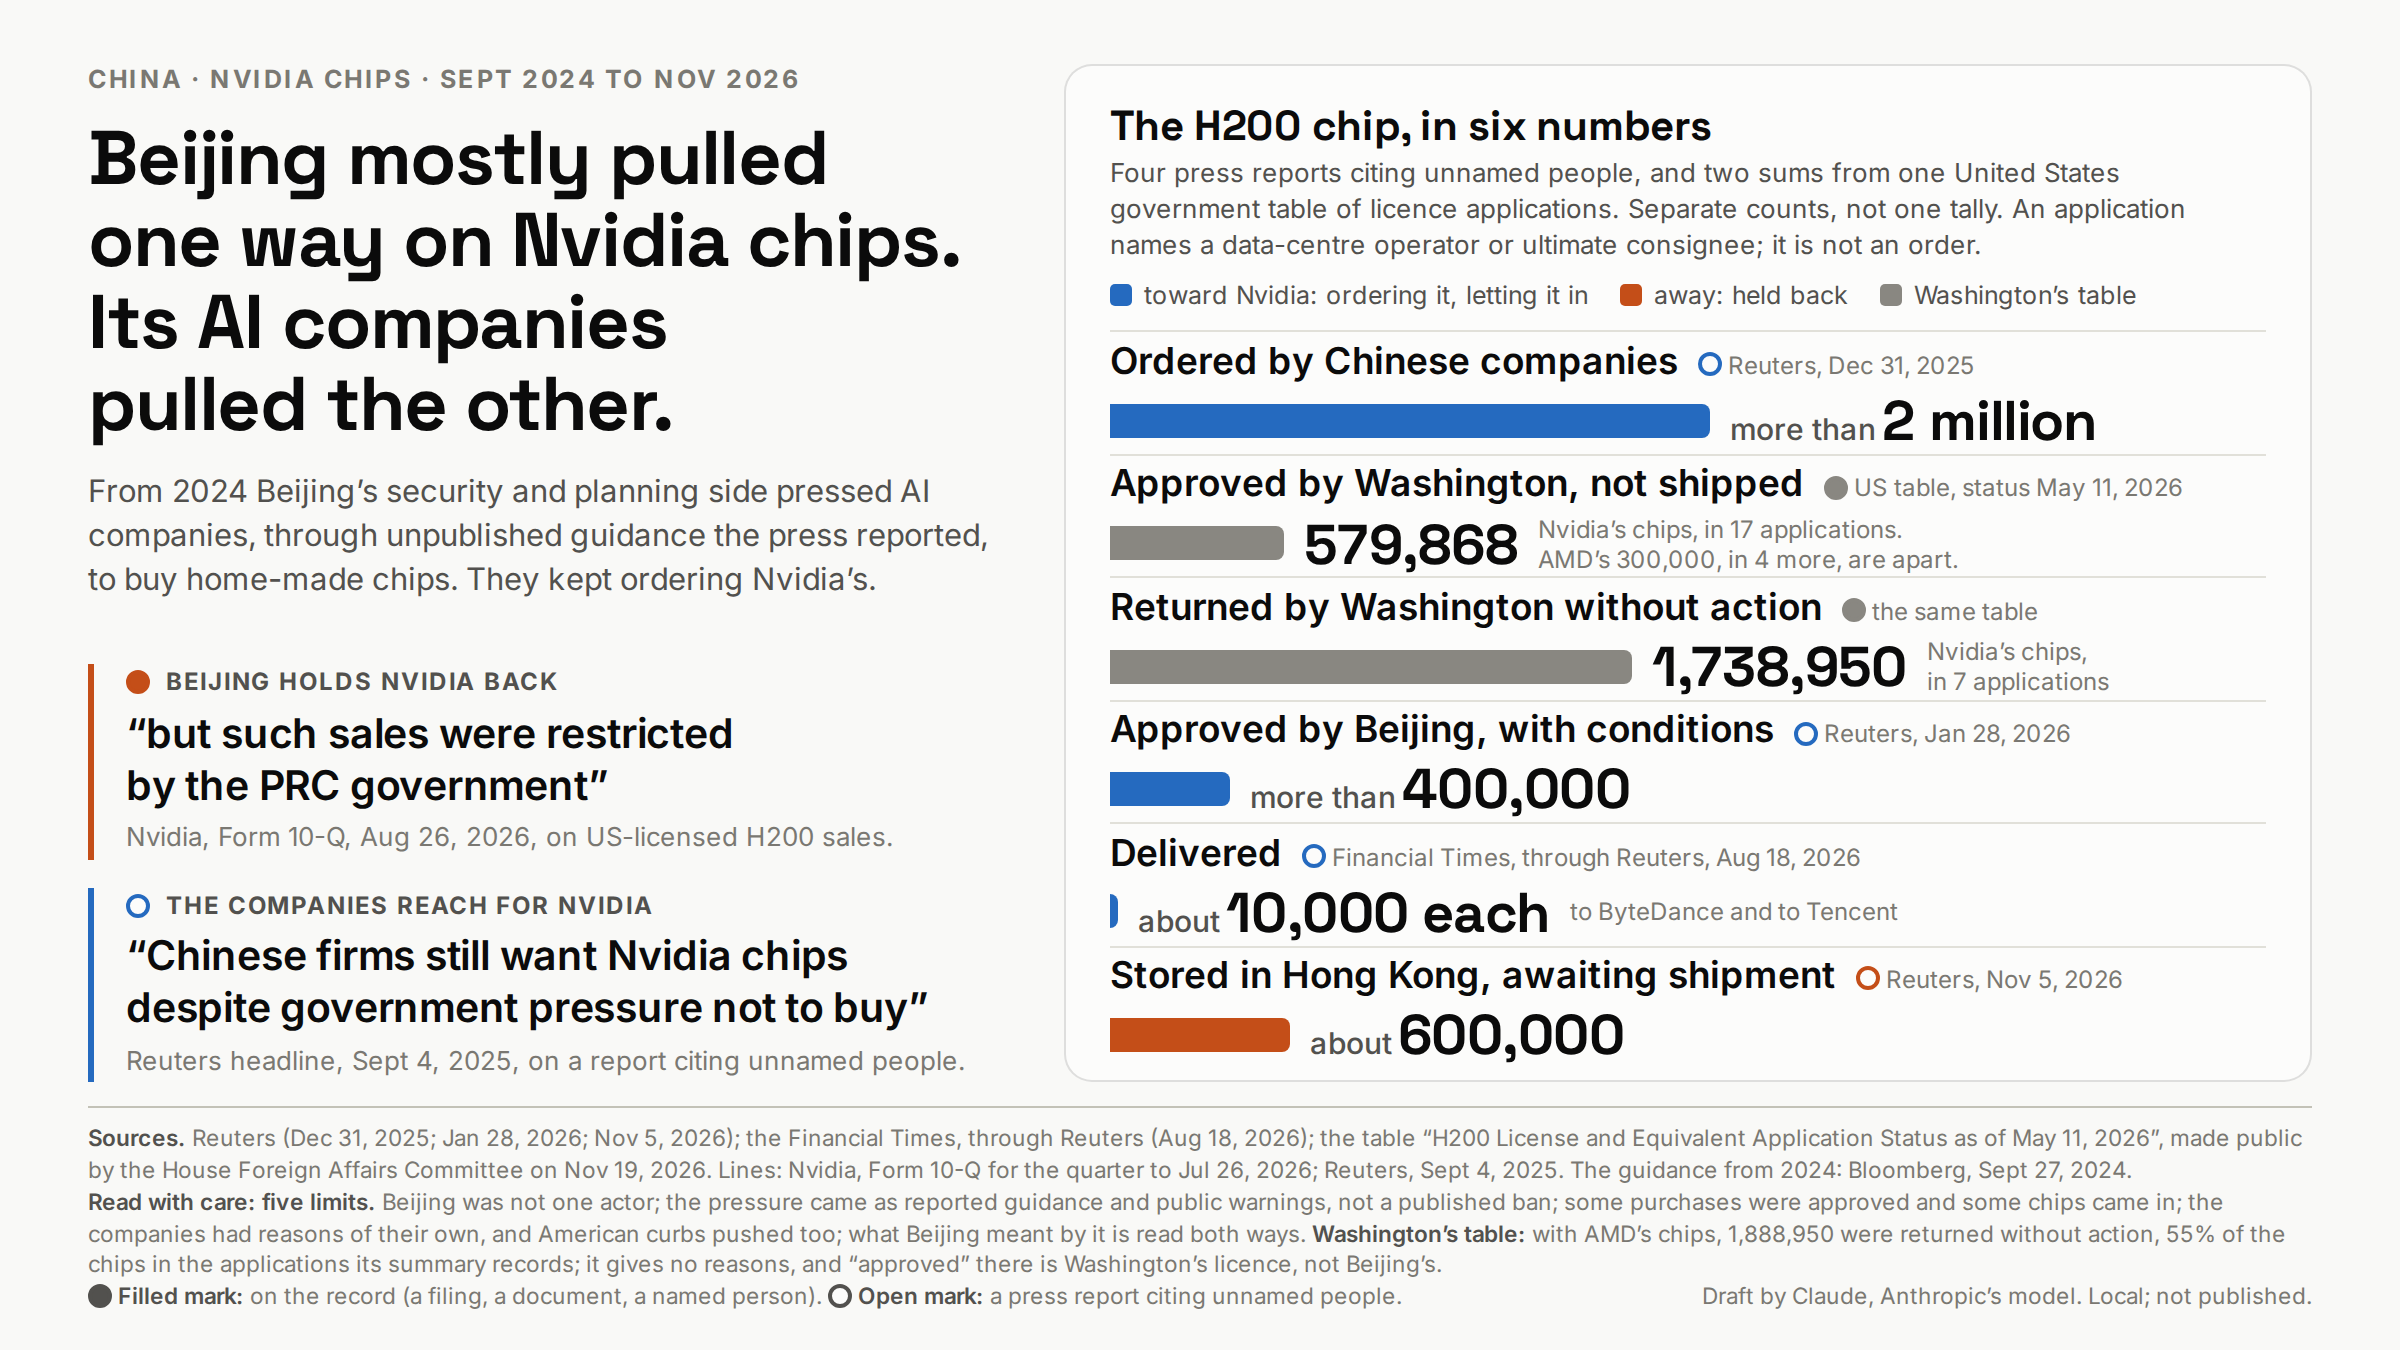 CHINA · NVIDIA CHIPS · SEPT 2024 TO NOV 2026
Beijing mostly pulled
one way on Nvidia chips.
Its AI companies
pulled the other.
From 2024 Beijing’s security and planning side pressed AI
companies, through unpublished guidance the press reported,
to buy home-made chips. They kept ordering Nvidia’s.
BEIJING HOLDS NVIDIA BACK
“but such sales were restricted
by the PRC government”
Nvidia, Form 10-Q, Aug 26, 2026, on US-licensed H200 sales.
THE COMPANIES REACH FOR NVIDIA
“Chinese firms still want Nvidia chips
despite government pressure not to buy”
Reuters headline, Sept 4, 2025, on a report citing unnamed people.
The H200 chip, in six numbers
Four press reports citing unnamed people, and two sums from one United States
government table of licence applications. Separate counts, not one tally. An application
names a data-centre operator or ultimate consignee; it is not an order.
toward Nvidia: ordering it, letting it in away: held back Washington’s table
Ordered by Chinese companies Reuters, Dec 31, 2025
more than 2 million
Approved by Washington, not shipped US table, status May 11, 2026
579,868 Nvidia’s chips, in 17 applications.
AMD’s 300,000, in 4 more, are apart.
Returned by Washington without action the same table
1,738,950 Nvidia’s chips,
in 7 applications
Approved by Beijing, with conditions Reuters, Jan 28, 2026
more than 400,000
Delivered Financial Times, through Reuters, Aug 18, 2026
about 10,000 each to ByteDance and to Tencent
Stored in Hong Kong, awaiting shipment Reuters, Nov 5, 2026
about 600,000
Sources. Reuters (Dec 31, 2025; Jan 28, 2026; Nov 5, 2026); the Financial Times, through Reuters (Aug 18, 2026); the table “H200 License and Equivalent Application Status as of May 11, 2026”, made public
by the House Foreign Affairs Committee on Nov 19, 2026. Lines: Nvidia, Form 10-Q for the quarter to Jul 26, 2026; Reuters, Sept 4, 2025. The guidance from 2024: Bloomberg, Sept 27, 2024.
Read with care: five limits. Beijing was not one actor; the pressure came as reported guidance and public warnings, not a published ban; some purchases were approved and some chips came in; the
companies had reasons of their own, and American curbs pushed too; what Beijing meant by it is read both ways. Washington’s table: with AMD’s chips, 1,888,950 were returned without action, 55% of the
chips in the applications its summary records; it gives no reasons, and “approved” there is Washington’s licence, not Beijing’s.
Filled mark: on the record (a filing, a document, a named person). Open mark: a press report citing unnamed people.
Draft by Claude, Anthropic’s model. Local; not published.